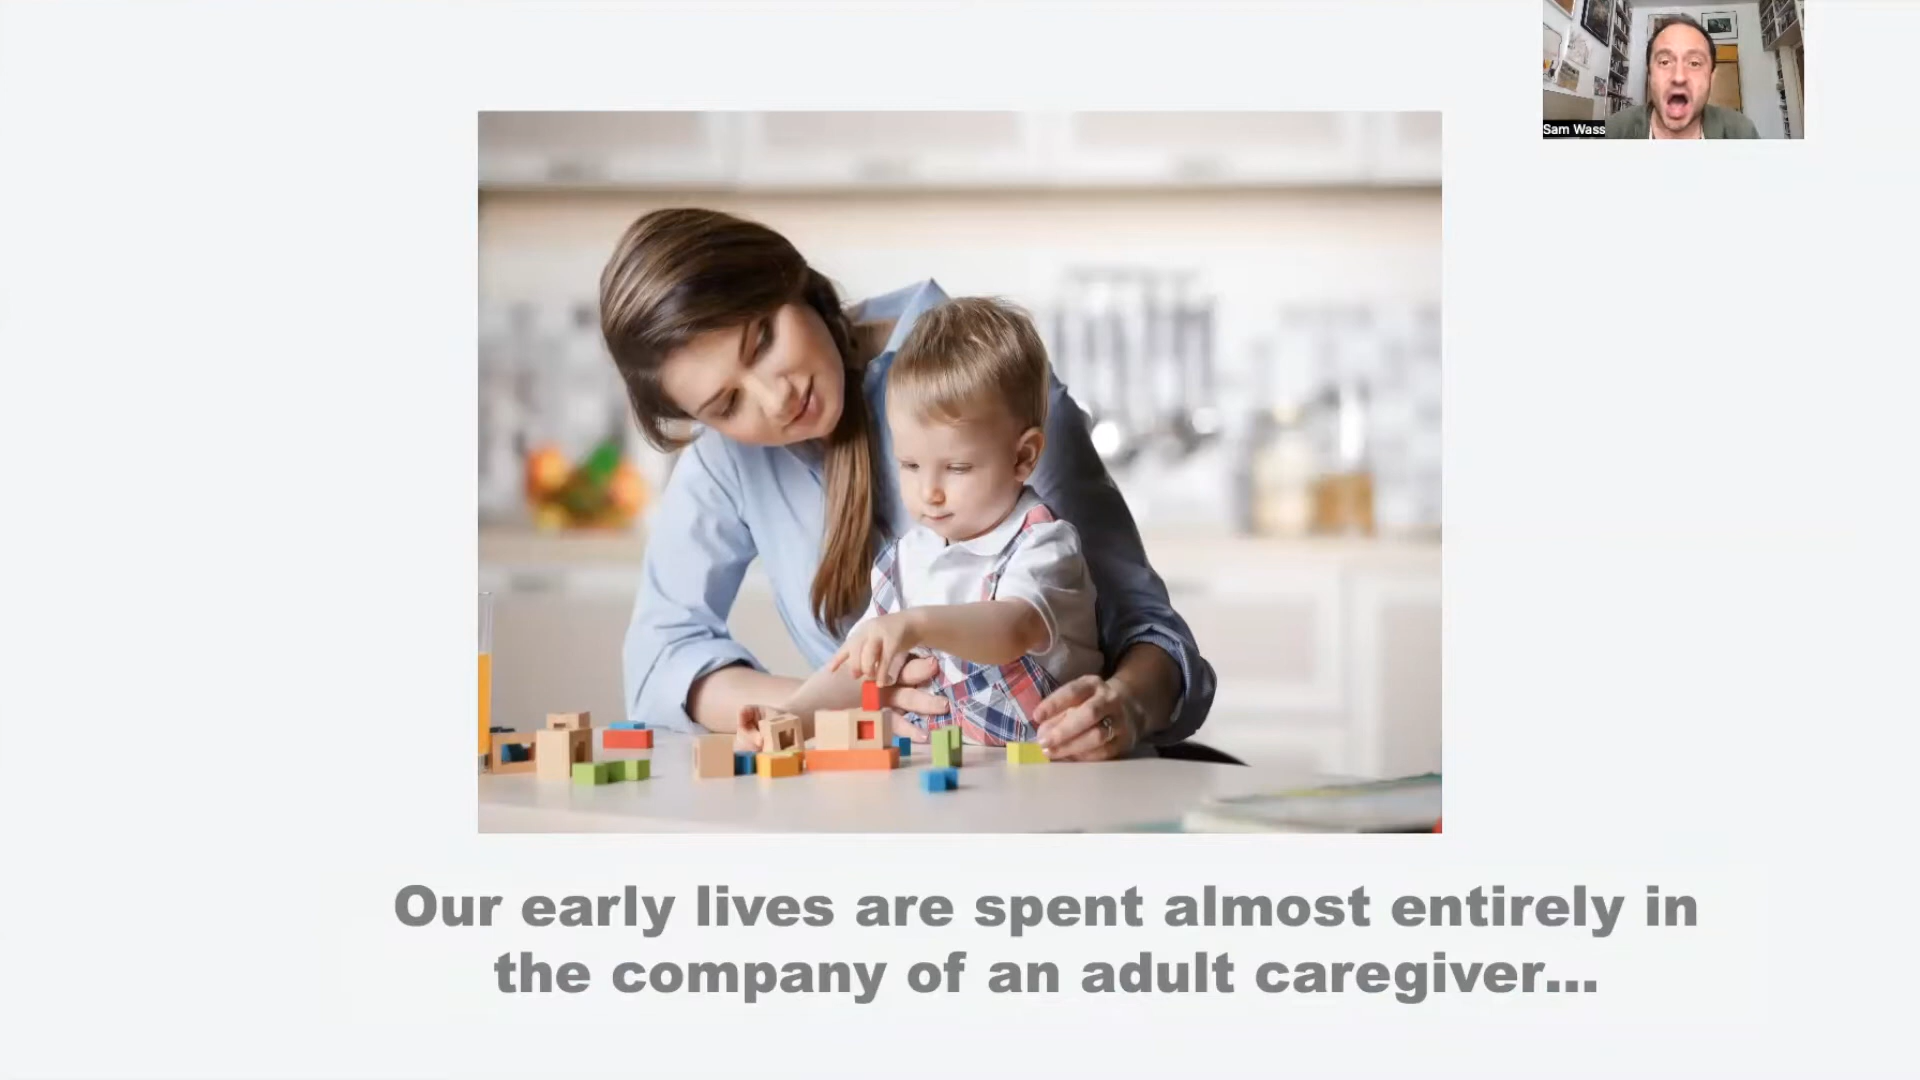 Sam Wass
Our early lives are spent almost entirely in
the company of an adult caregiver...